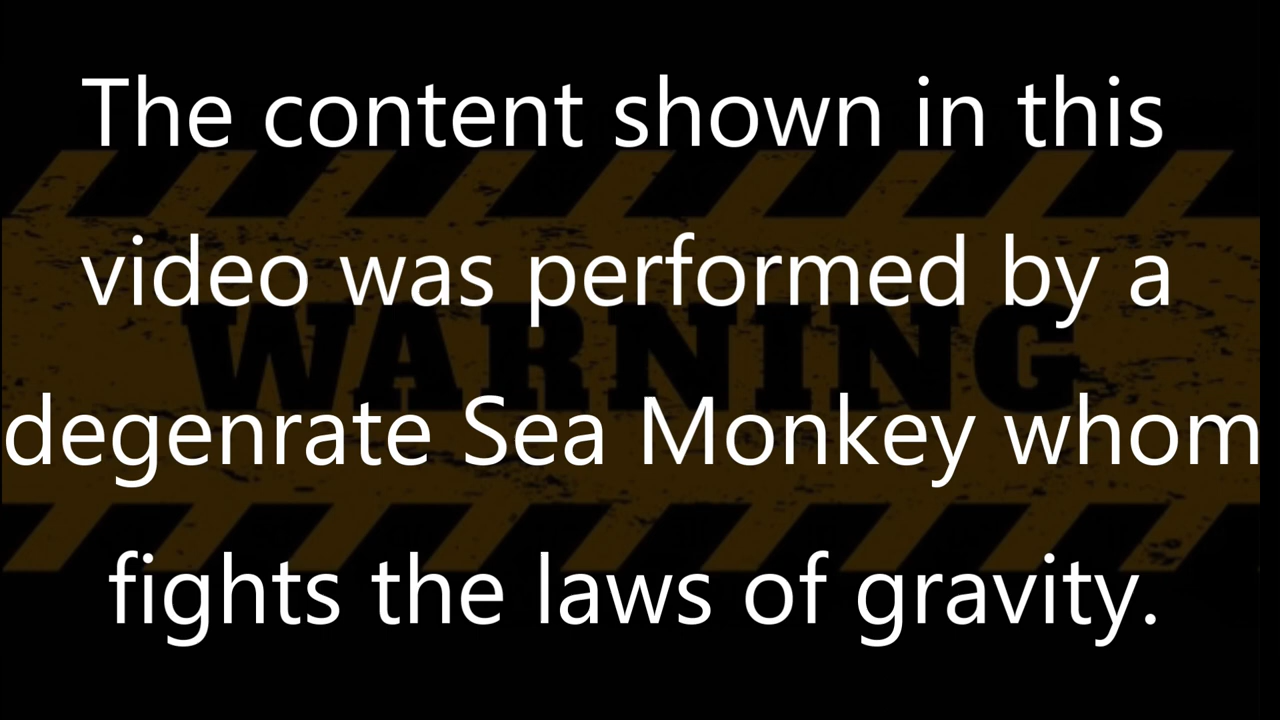 The content shown in this
video was performed by a
WARNING
degenrate Sea Monkey whom
fights the laws of gravity.